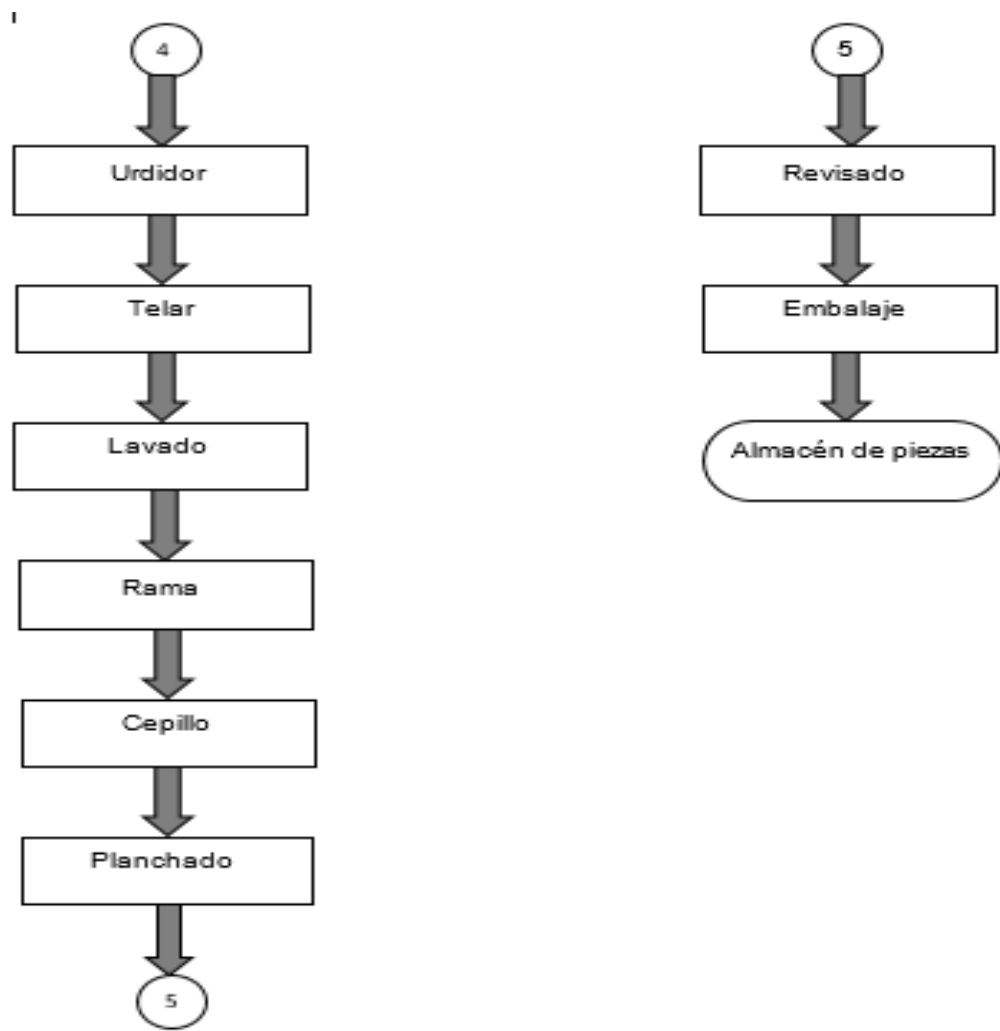 4
Urdidor
Telar
Lavado
Rama
Cepillo
Planchado
5
5
Revisado
Embalaje
Almacén de piezas